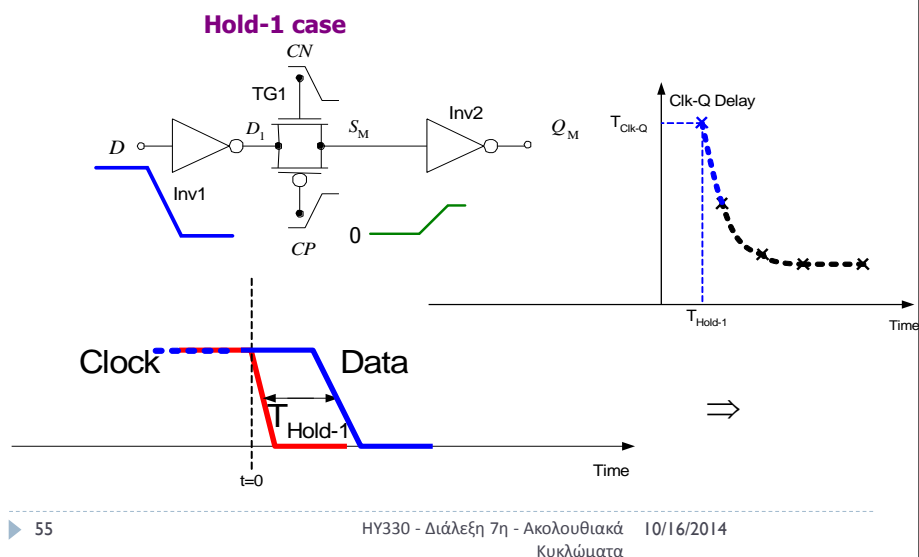 Hold-1 case
CN
TG1
D
Inv1
D1
SM
Inv2
QM
CP
0
Clk-Q Delay
TClk-Q
THold-1
Time
Clock
Data
THold-1
t=0
Time
⇒
55
HY330 - Διάλεξη 7η - Ακολουθιακά Κυκλώματα
10/16/2014